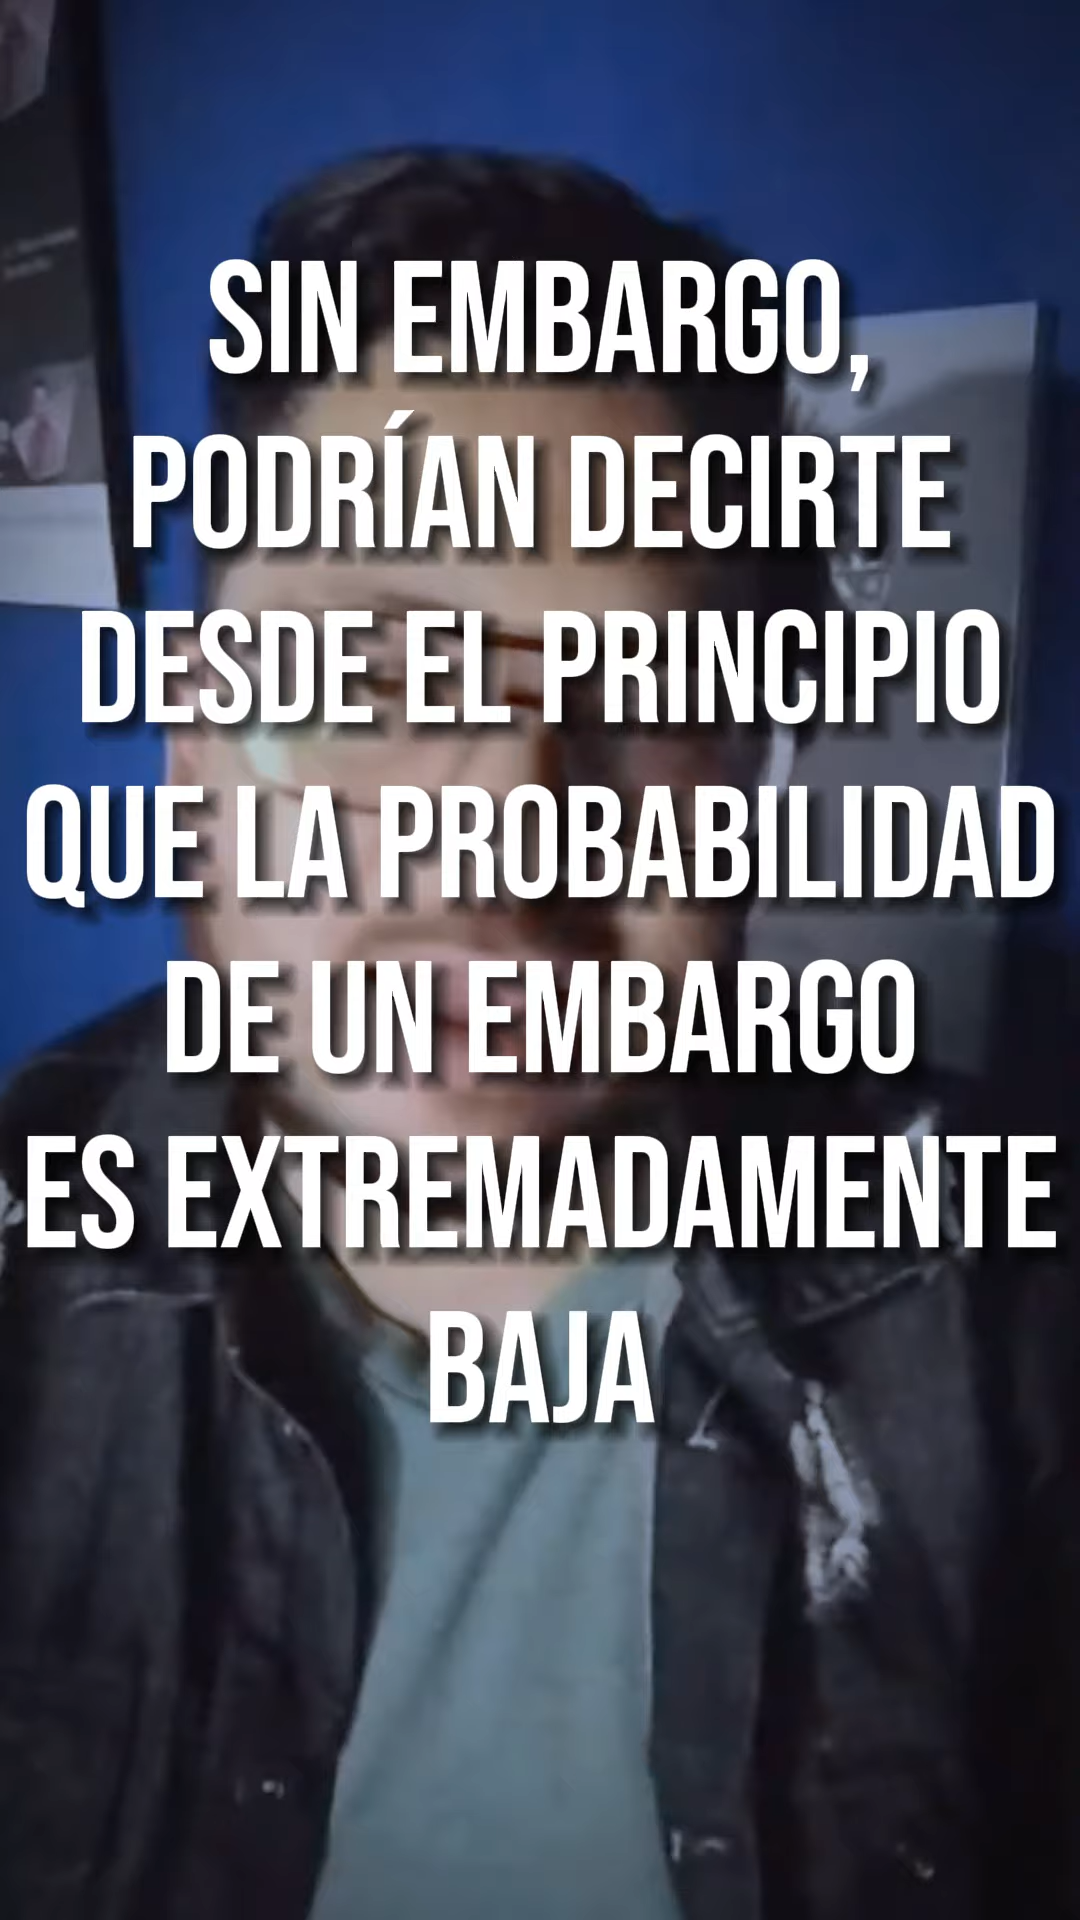 SIN EMBARGO,
PODRÍAN DECIRTE
DESDE EL PRINCIPIO
QUE LA PROBABILIDAD
DE UN EMBARGO
ES EXTREMADAMENTE
BAJA